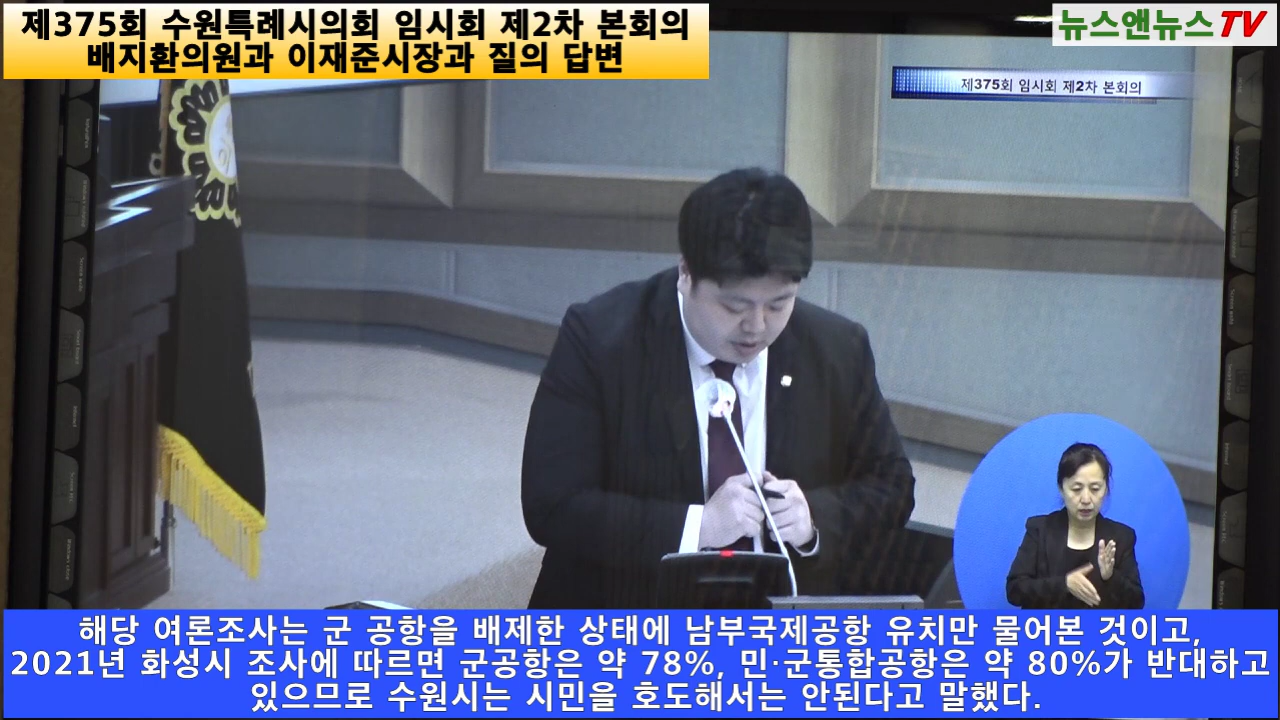 제375회 수원특례시의회 임시회 제2차 본회의
배지환의원과 이재준시장과 질의 답변
뉴스앤뉴스TV
제375회 임시회 제2차 본회의
해당 여론조사는 군 공항을 배제한 상태에 남부국제공항 유치만 물어본 것이고,
2021년 화성시 조사에 따르면 군공항은 약 78%, 민·군통합공항은 약 80%가 반대하고
있으므로 수원시는 시민을 호도해서는 안된다고 말했다.